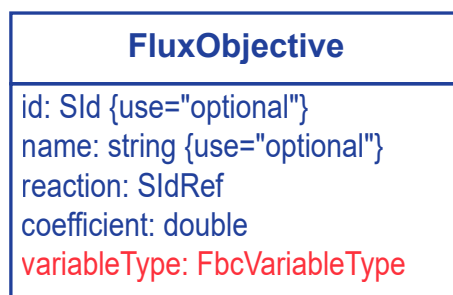 FluxObjective
id: SId {use="optional"}
name: string {use="optional"}
reaction: SIdRef
coefficient: double
variableType: FbcVariableType